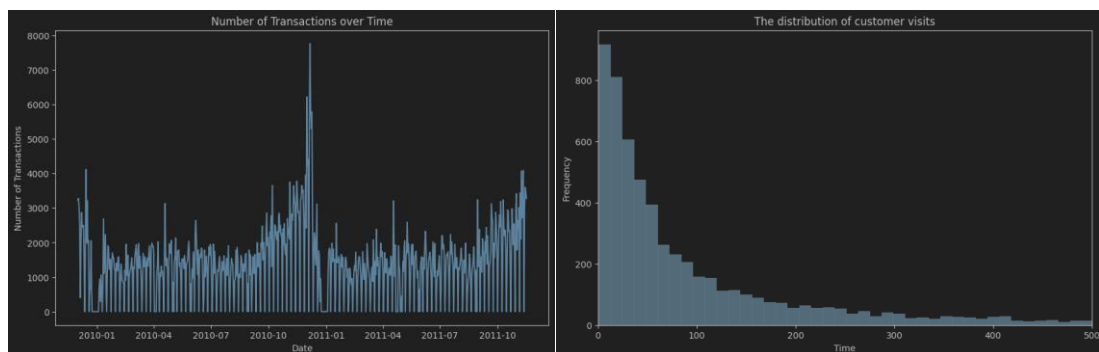 Number of Transactions over Time
8000
7000
6000
5000
4000
3000
2000
1000
0
Number of Transactions
2010-01 2010-04 2010-07 2010-10 2011-01 2011-04 2011-07 2011-10
Date
The distribution of customer visits
800
600
400
200
0
Frequency
0 100 200 300 400 500
Time